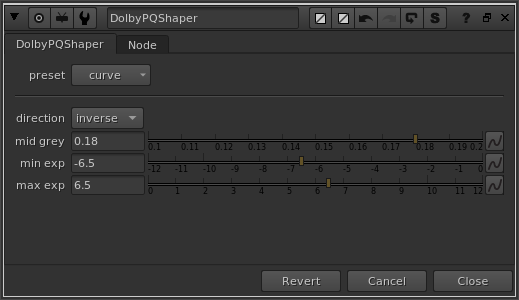 DolbyPQShaper
S ?
DolbyPQShaper Node
preset curve
direction inverse
mid grey 0.18
0.1 0.11 0.12 0.13 0.14 0.15 0.16 0.17 0.18 0.19 0.2
min exp -6.5
-12 -11 -10 -9 -8 -7 -6 -5 -4 -3 -2 -1 0
max exp 6.5
0 1 2 3 4 5 6 7 8 9 10 11 12
Revert Cancel Close